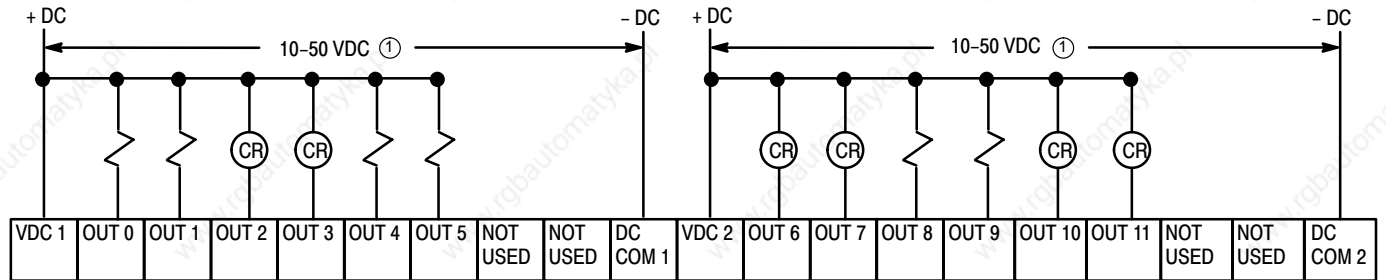 + DC – DC + DC – DC
10–50 VDC ① 10–50 VDC ①
CR CR CR CR CR CR
VDC 1 OUT 0 OUT 1 OUT 2 OUT 3 OUT 4 OUT 5 NOT NOT DC VDC 2 OUT 6 OUT 7 OUT 8 OUT 9 OUT 10 OUT 11 NOT NOT DC
USED USED COM 1 USED USED COM 2
www.rgbautomatyka.pl